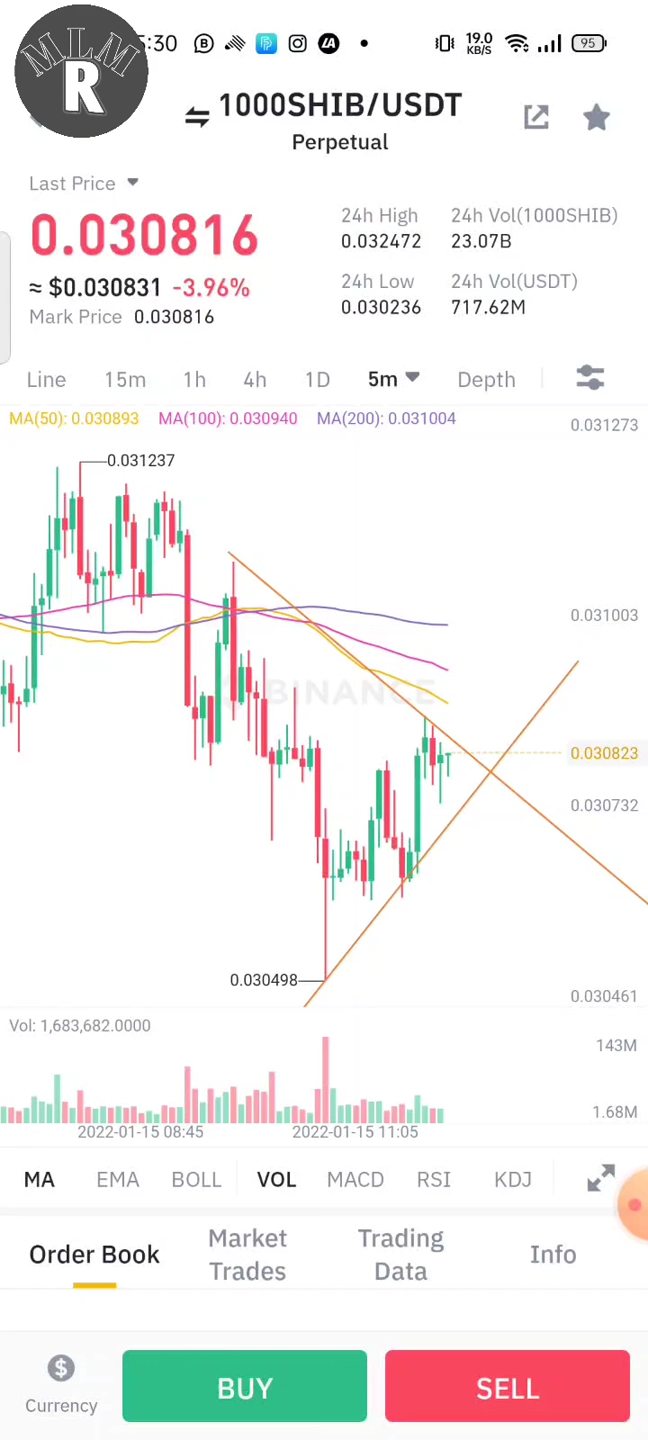 MLM
R
5:30
19.0
KB/S
95
1000SHIB/USDT
Perpetual
Last Price
0.030816
≈ $0.030831 -3.96%
Mark Price 0.030816
24h High
0.032472
24h Vol(1000SHIB)
23.07B
24h Low
0.030236
24h Vol(USDT)
717.62M
Line 15m 1h 4h 1D 5m Depth
MA(50): 0.030893 MA(100): 0.030940 MA(200): 0.031004
0.031273
0.031237
0.031003
BINANCE
0.030823
0.030732
0.030498
0.030461
Vol: 1,683,682.0000
143M
1.68M
2022-01-15 08:45 2022-01-15 11:05
MA EMA BOLL VOL MACD RSI KDJ
Order Book
Market
Trades
Trading
Data
Info
$
Currency
BUY
SELL